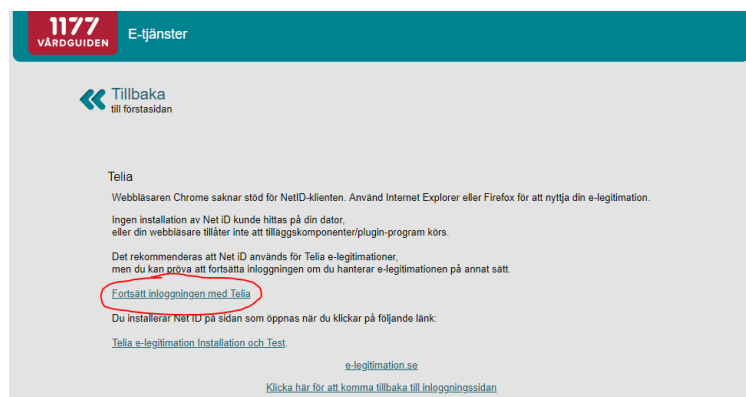 1177
VÅRDGUIDEN
E-tjänster
Tillbaka
till förstasidan
Telia
Webbläsaren Chrome saknar stöd för NetID-klienten. Använd Internet Explorer eller Firefox för att nyttja din e-legitimation.
Ingen installation av Net iD kunde hittas på din dator,
eller din webbläsare tillåter inte att tilläggskomponenter/plugin-program körs.
Det rekommenderas att Net iD används för Telia e-legitimationer,
men du kan pröva att fortsätta inloggningen om du hanterar e-legitimationen på annat sätt.
Fortsätt inloggningen med Telia
Du installerar Net ID på sidan som öppnas när du klickar på följande länk:
Telia e-legitimation Installation och Test.
e-legitimation.se
Klicka här för att komma tillbaka till inloggningssidan